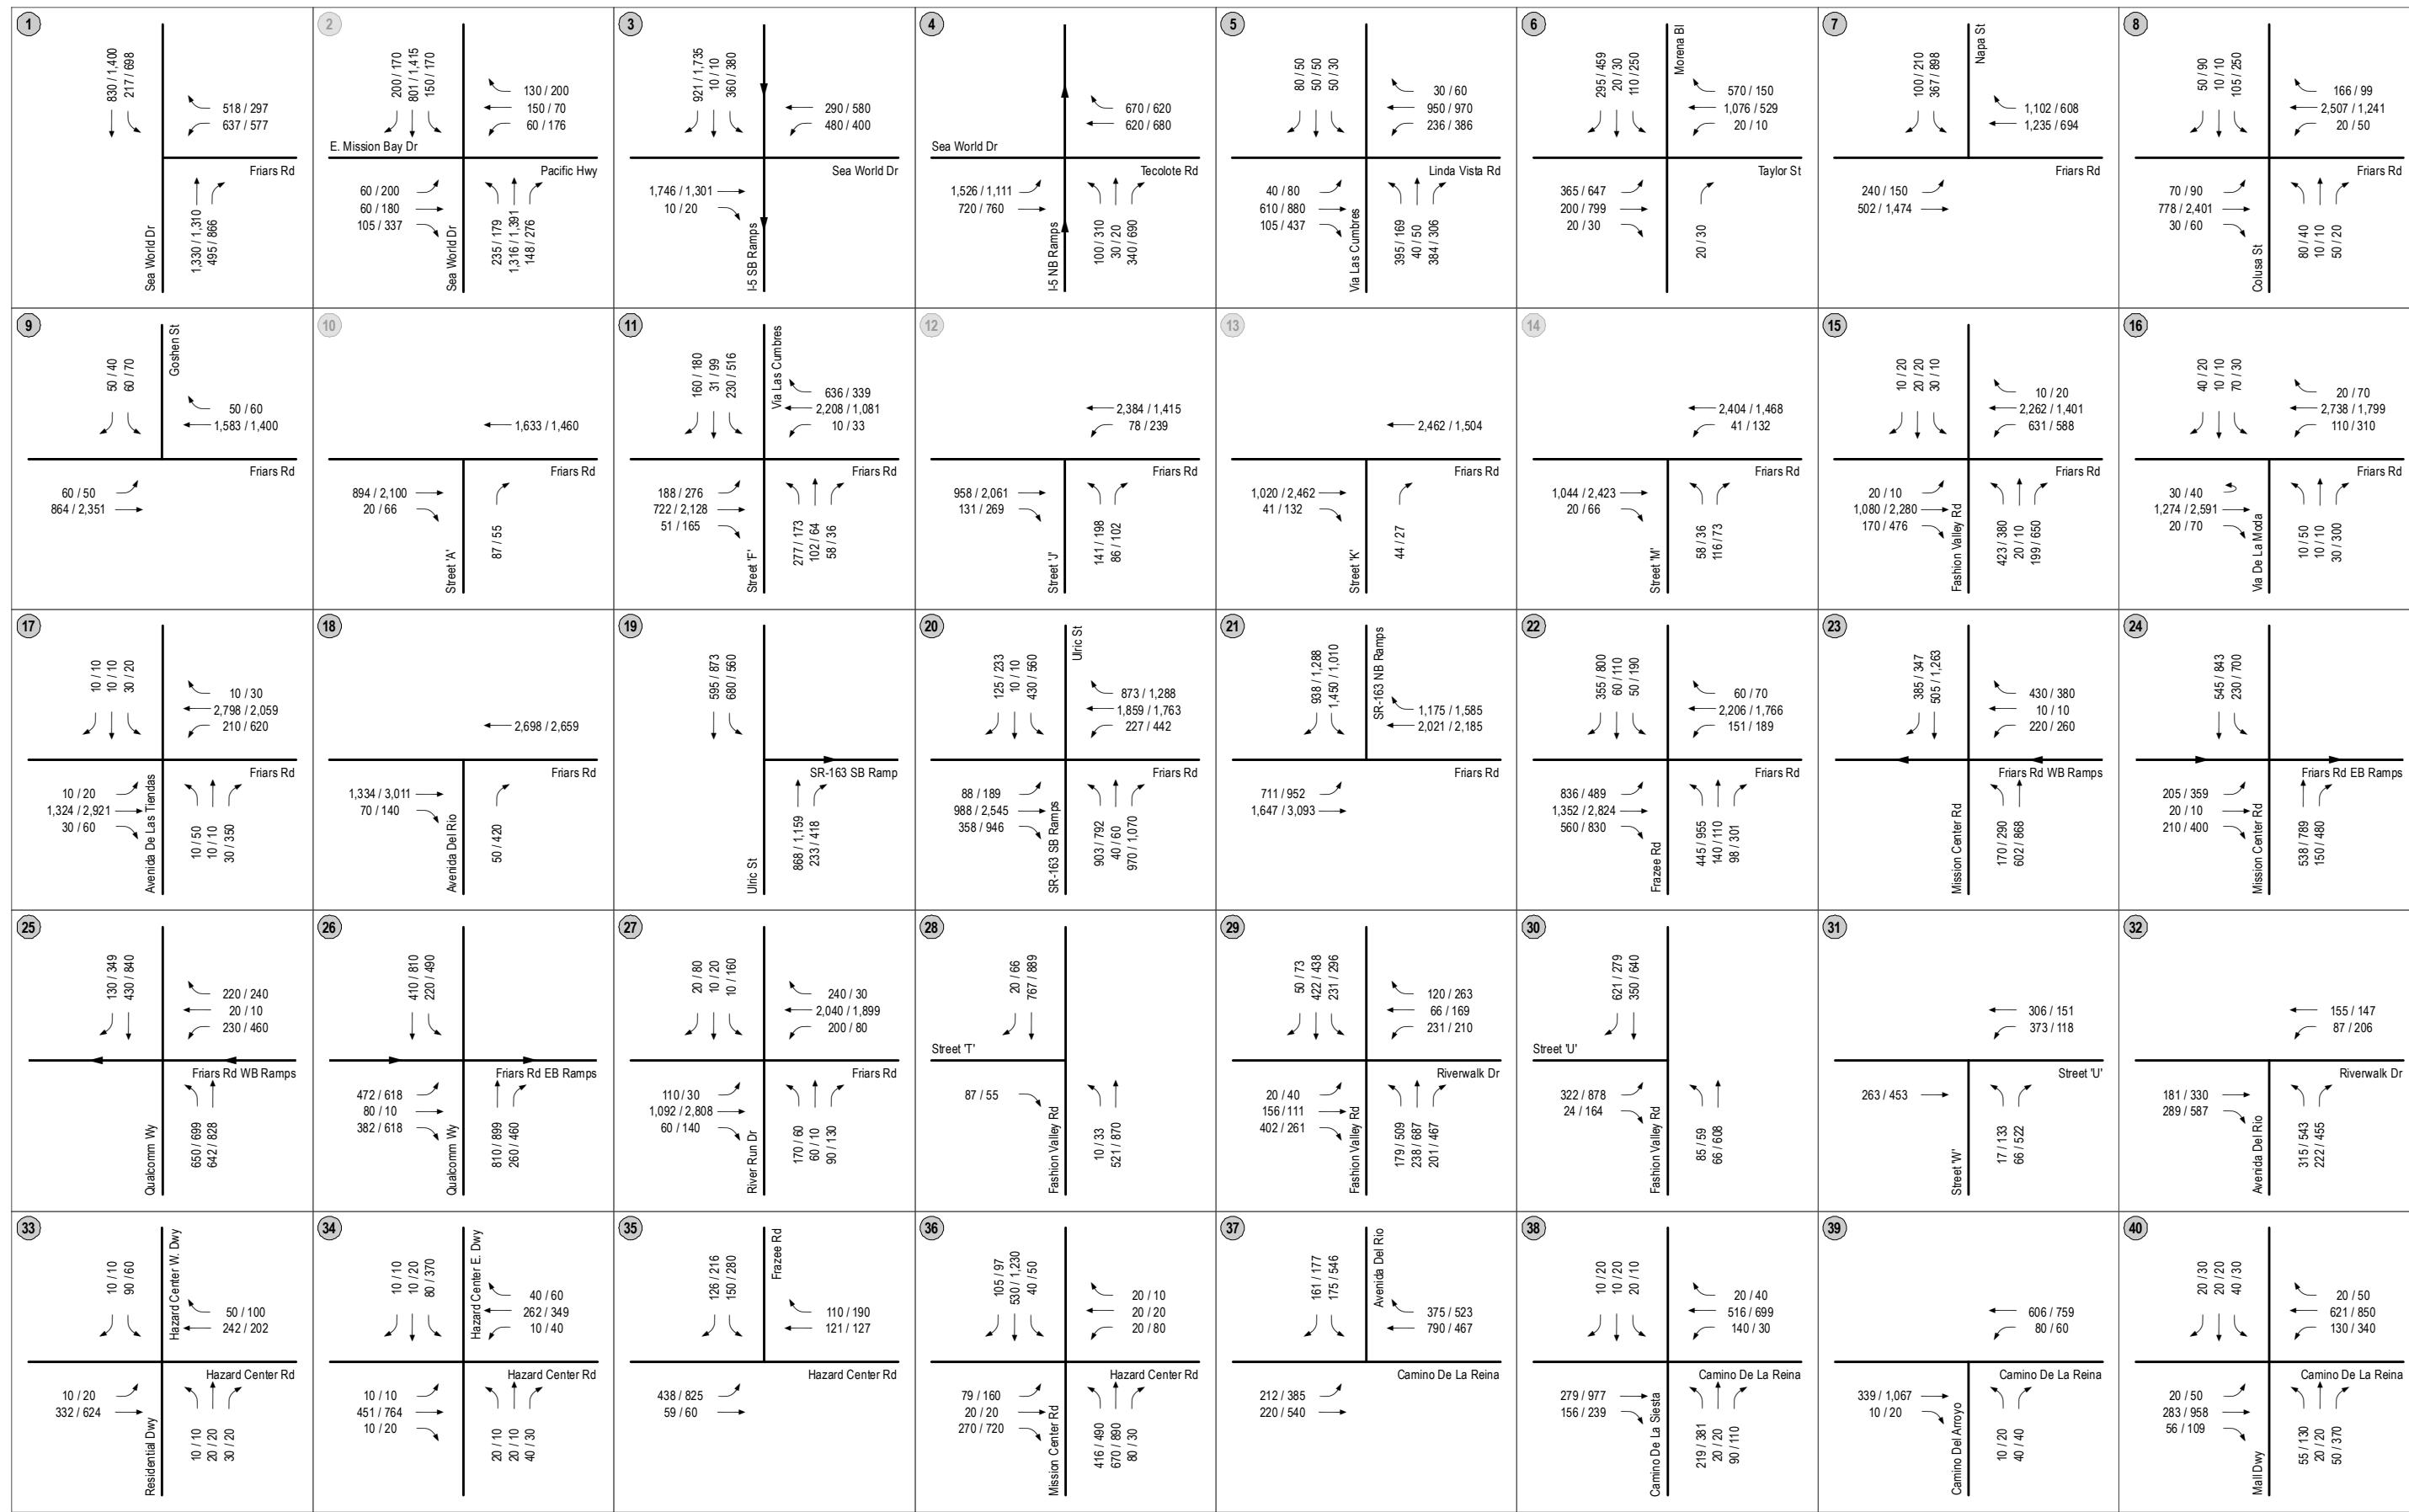 1
830 / 1,400
217 / 698
518 / 297
637 / 577
Friars Rd
Sea World Dr
1,330 / 1,310
495 / 866
2
200 / 170
801 / 1,415
150 / 170
130 / 200
150 / 70
60 / 176
E. Mission Bay Dr
Pacific Hwy
60 / 200
60 / 180
105 / 337
Sea World Dr
235 / 179
1,316 / 1,391
148 / 276
3
921 / 1,735
10 / 10
360 / 380
290 / 580
480 / 400
Sea World Dr
1,746 / 1,301
10 / 20
I-5 SB Ramps
4
670 / 620
620 / 680
Sea World Dr
Tecolote Rd
1,526 / 1,111
720 / 760
I-5 NB Ramps
100 / 310
30 / 20
340 / 690
5
80 / 50
50 / 50
50 / 30
30 / 60
950 / 970
236 / 386
Linda Vista Rd
40 / 80
610 / 880
105 / 437
Via Las Cumbres
395 / 169
40 / 50
384 / 306
6
295 / 459
20 / 30
110 / 250
Morena Bl
570 / 150
1,076 / 529
20 / 10
Taylor St
365 / 647
200 / 799
20 / 30
20 / 30
7
100 / 210
367 / 898
Napa St
1,102 / 608
1,235 / 694
Friars Rd
240 / 150
502 / 1,474
8
50 / 90
10 / 10
105 / 250
166 / 99
2,507 / 1,241
20 / 50
Friars Rd
70 / 90
778 / 2,401
30 / 60
Colusa St
80 / 40
10 / 10
50 / 20
9
50 / 40
60 / 70
Goshen St
50 / 60
1,583 / 1,400
Friars Rd
60 / 50
864 / 2,351
10
1,633 / 1,460
Friars Rd
894 / 2,100
20 / 66
Street 'A'
87 / 55
11
160 / 180
31 / 99
230 / 516
Via Las Cumbres
636 / 339
2,208 / 1,081
10 / 33
Friars Rd
188 / 276
722 / 2,128
51 / 165
Street 'F'
277 / 173
102 / 64
58 / 36
12
2,384 / 1,415
78 / 239
Friars Rd
958 / 2,061
131 / 269
Street 'J'
141 / 198
86 / 102
13
2,462 / 1,504
Friars Rd
1,020 / 2,462
41 / 132
Street 'K'
44 / 27
14
2,404 / 1,468
41 / 132
Friars Rd
1,044 / 2,423
20 / 66
Street 'M'
58 / 36
116 / 73
15
10 / 20
20 / 20
30 / 10
10 / 20
2,262 / 1,401
631 / 588
Friars Rd
20 / 10
1,080 / 2,280
170 / 476
Fashion Valley Rd
423 / 380
20 / 10
199 / 650
16
40 / 20
10 / 10
70 / 30
20 / 70
2,738 / 1,799
110 / 310
Friars Rd
30 / 40
1,274 / 2,591
20 / 70
Via De La Moda
10 / 50
10 / 10
30 / 300
17
10 / 10
10 / 10
30 / 20
10 / 30
2,798 / 2,059
210 / 620
Friars Rd
10 / 20
1,324 / 2,921
30 / 60
Avenida De Las Tiendas
10 / 50
10 / 10
30 / 350
18
2,698 / 2,659
Friars Rd
1,334 / 3,011
70 / 140
Avenida Del Rio
50 / 420
19
595 / 873
680 / 560
SR-163 SB Ramp
Ulric St
868 / 1,159
233 / 418
20
125 / 233
10 / 10
430 / 560
Ulric St
873 / 1,288
1,859 / 1,763
227 / 442
Friars Rd
88 / 189
988 / 2,545
358 / 946
SR-163 SB Ramps
903 / 792
40 / 60
970 / 1,070
21
938 / 1,288
1,450 / 1,010
SR-163 NB Ramps
1,175 / 1,585
2,021 / 2,185
Friars Rd
711 / 952
1,647 / 3,093
22
355 / 800
60 / 110
50 / 190
60 / 70
2,206 / 1,766
151 / 189
Friars Rd
836 / 489
1,352 / 2,824
560 / 830
Frazee Rd
445 / 955
140 / 110
98 / 301
23
385 / 347
505 / 1,263
430 / 380
10 / 10
220 / 260
Friars Rd WB Ramps
Mission Center Rd
170 / 290
602 / 868
24
545 / 843
230 / 700
Friars Rd EB Ramps
205 / 359
20 / 10
210 / 400
Mission Center Rd
538 / 789
150 / 480
25
130 / 349
430 / 840
220 / 240
20 / 10
230 / 460
Friars Rd WB Ramps
Qualcomm Wy
650 / 699
642 / 828
26
410 / 810
220 / 490
Friars Rd EB Ramps
472 / 618
80 / 10
382 / 618
Qualcomm Wy
810 / 899
260 / 460
27
20 / 80
10 / 20
10 / 160
240 / 30
2,040 / 1,899
200 / 80
Friars Rd
110 / 30
1,092 / 2,808
60 / 140
River Run Dr
170 / 60
60 / 10
90 / 130
28
20 / 66
767 / 889
Street 'T'
87 / 55
Fashion Valley Rd
10 / 33
521 / 870
29
50 / 73
422 / 438
231 / 296
120 / 263
66 / 169
231 / 210
Riverwalk Dr
20 / 40
156 / 111
402 / 261
Fashion Valley Rd
179 / 509
238 / 687
201 / 467
30
621 / 279
350 / 640
Street 'U'
322 / 878
24 / 164
Fashion Valley Rd
85 / 59
66 / 608
31
306 / 151
373 / 118
Street 'U'
263 / 453
Street 'W'
17 / 133
66 / 522
32
155 / 147
87 / 206
Riverwalk Dr
181 / 330
289 / 587
Avenida Del Rio
315 / 543
222 / 455
33
10 / 10
90 / 60
Hazard Center W. Dwy
50 / 100
242 / 202
Hazard Center Rd
10 / 20
332 / 624
Residential Dwy
10 / 10
20 / 20
30 / 20
34
10 / 10
10 / 20
80 / 370
Hazard Center E. Dwy
40 / 60
262 / 349
10 / 40
Hazard Center Rd
10 / 10
451 / 764
10 / 20
20 / 10
20 / 10
40 / 30
35
126 / 216
150 / 280
Frazee Rd
110 / 190
121 / 127
Hazard Center Rd
438 / 825
59 / 60
36
105 / 97
530 / 1,230
40 / 50
20 / 10
20 / 20
20 / 80
Hazard Center Rd
79 / 160
20 / 20
270 / 720
Mission Center Rd
416 / 490
670 / 890
80 / 30
37
161 / 177
175 / 546
Avenida Del Rio
375 / 523
790 / 467
Camino De La Reina
212 / 385
220 / 540
38
10 / 20
10 / 20
20 / 10
20 / 40
516 / 699
140 / 30
Camino De La Reina
279 / 977
156 / 239
Camino De La Siesta
219 / 381
20 / 20
90 / 110
39
606 / 759
80 / 60
Camino De La Reina
339 / 1,067
10 / 20
Camino Del Arroyo
10 / 20
40 / 40
40
20 / 30
20 / 20
40 / 30
20 / 50
621 / 850
130 / 340
Camino De La Reina
20 / 50
283 / 958
56 / 109
Mall Dwy
55 / 130
20 / 20
50 / 370